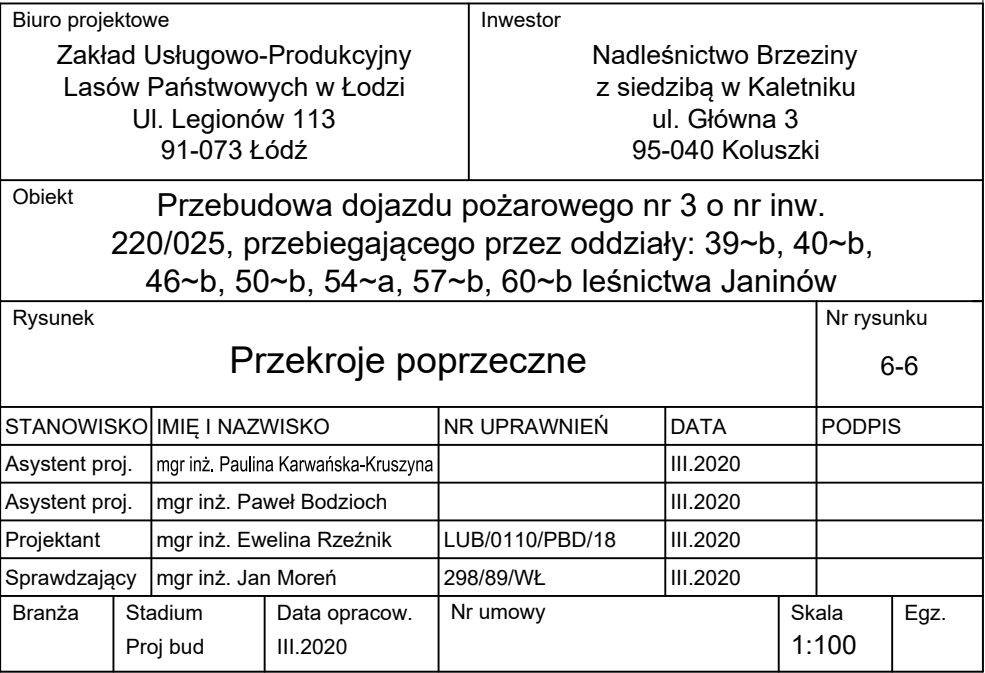 Biuro projektowe
Zakład Usługowo-Produkcyjny
Lasów Państwowych w Łodzi
Ul. Legionów 113
91-073 Łódź
Inwestor
Nadleśnictwo Brzeziny
z siedzibą w Kaletniku
ul. Główna 3
95-040 Koluszki
Obiekt
Przebudowa dojazdu pożarowego nr 3 o nr inw.
220/025, przebiegającego przez oddziały: 39~b, 40~b,
46~b, 50~b, 54~a, 57~b, 60~b leśnictwa Janinów
Rysunek
Przekroje poprzeczne
Nr rysunku
6-6
STANOWISKO IMIĘ I NAZWISKO NR UPRAWNIEŃ DATA PODPIS
Asystent proj. mgr inż. Paulina Karwańska-Kruszyna III.2020
Asystent proj. mgr inż. Paweł Bodzioch III.2020
Projektant mgr inż. Ewelina Rzeźnik LUB/0110/PBD/18 III.2020
Sprawdzający mgr inż. Jan Moreń 298/89/WŁ III.2020
Branża Stadium Data opracow. Nr umowy Skala Egz.
Proj bud III.2020 1:100